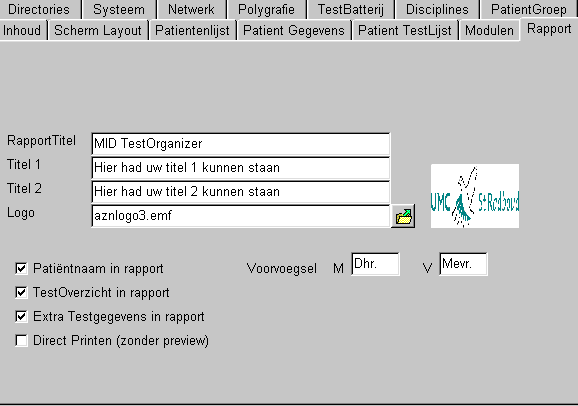 Directories Systeem Netwerk Polygrafie TestBatterij Disciplines PatientGroep
Inhoud Scherm Layout Patientenlijst Patient Gegevens Patient TestLijst Modulen Rapport
RapportTitel MID TestOrganizer
Titel 1 Hier had uw titel 1 kunnen staan
Titel 2 Hier had uw titel 2 kunnen staan
Logo aznlogo3.emf
UMC St Radboud
Patiëntnaam in rapport Voorvoegsel M Dhr. V Mevr.
TestOverzicht in rapport
Extra Testgegevens in rapport
Direct Printen (zonder preview)